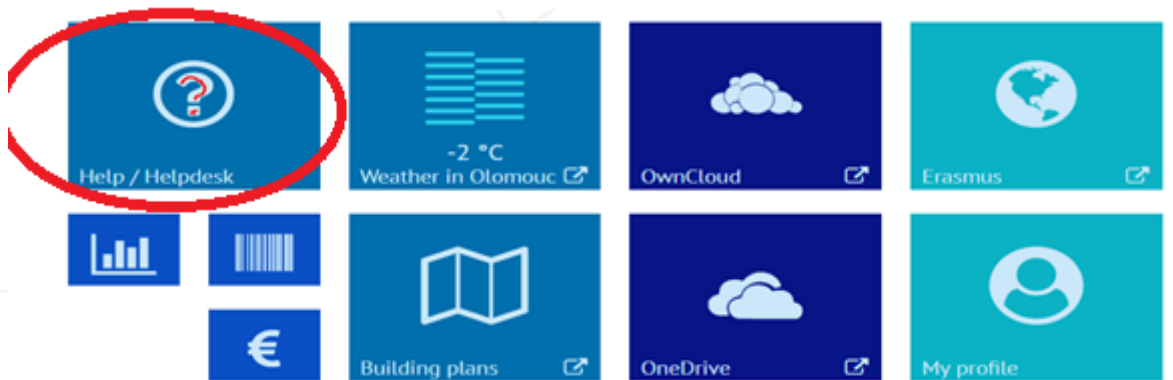 -2 °C
Help / Helpdesk
Weather in Olomouc
OwnCloud
Erasmus
€
Building plans
OneDrive
My profile